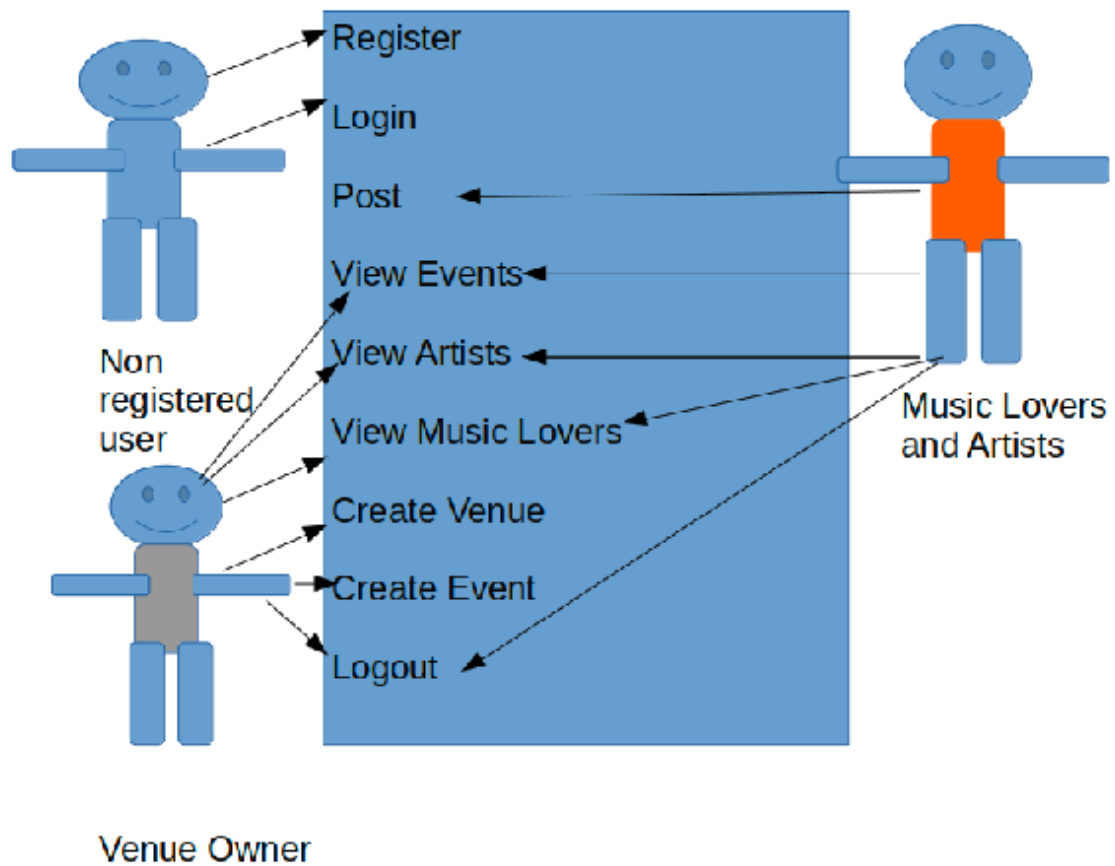 Register
Login
Post
View Events
View Artists
View Music Lovers
Create Venue
Create Event
Logout
Non
registered
user
Music Lovers
and Artists
Venue Owner